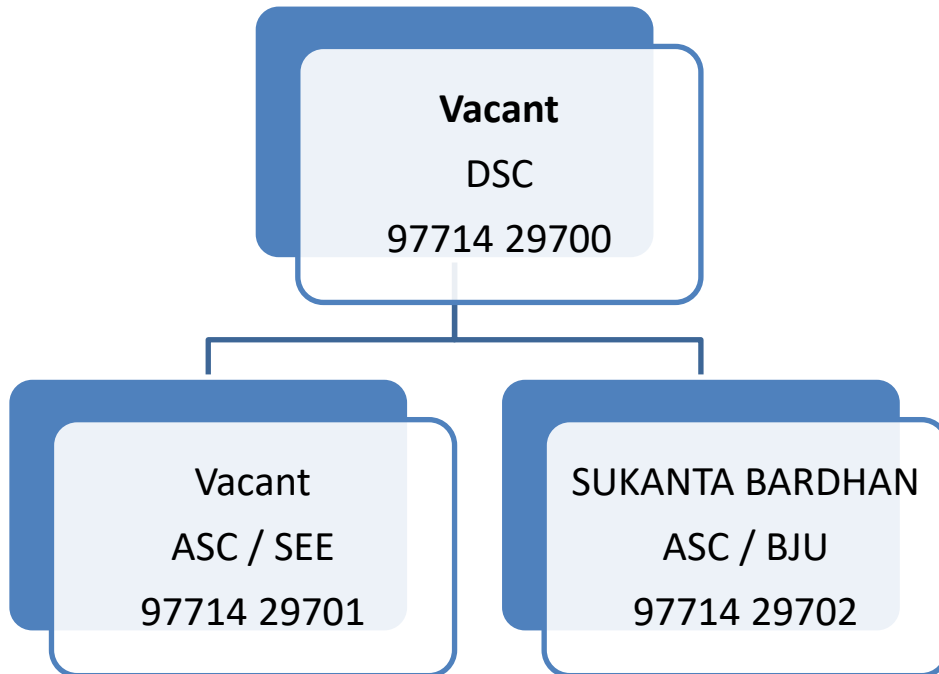 Vacant
DSC
97714 29700
Vacant
ASC / SEE
97714 29701
SUKANTA BARDHAN
ASC / BJU
97714 29702